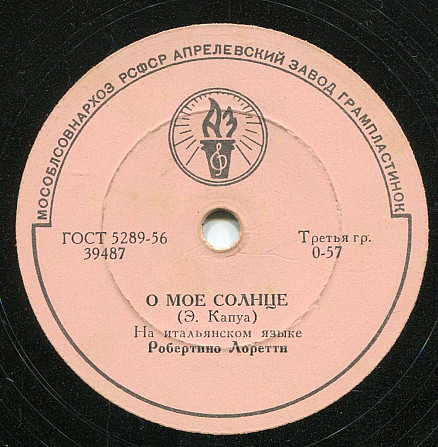 МОСОБЛСОВНАРХОЗ РСФСР АПРЕЛЕВСКИЙ ЗАВОД ГРАМПЛАСТИНОК
АЗ
ГОСТ 5289-56
39487
Третья гр.
0-57
О МОЕ СОЛНЦЕ
(Э. Капуа)
На итальянском языке
Робертино Лоретти